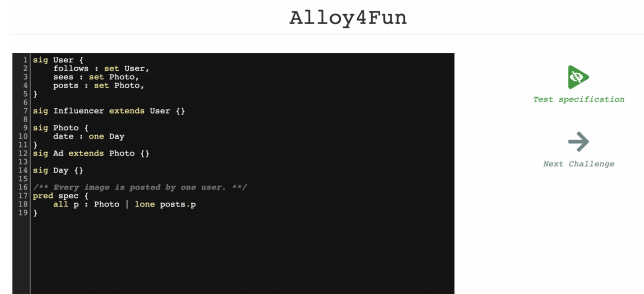 Alloy4Fun
1 sig User {
2     follows : set User,
3     sees : set Photo,
4     posts : set Photo,
5 }
6
7 sig Influencer extends User {}
8
9 sig Photo {
10     date : one Day
11 }
12 sig Ad extends Photo {}
13
14 sig Day {}
15
16 /** Every image is posted by one user. **/
17 pred spec {
18     all p : Photo | lone posts.p
19 }
Test specification
Next Challenge